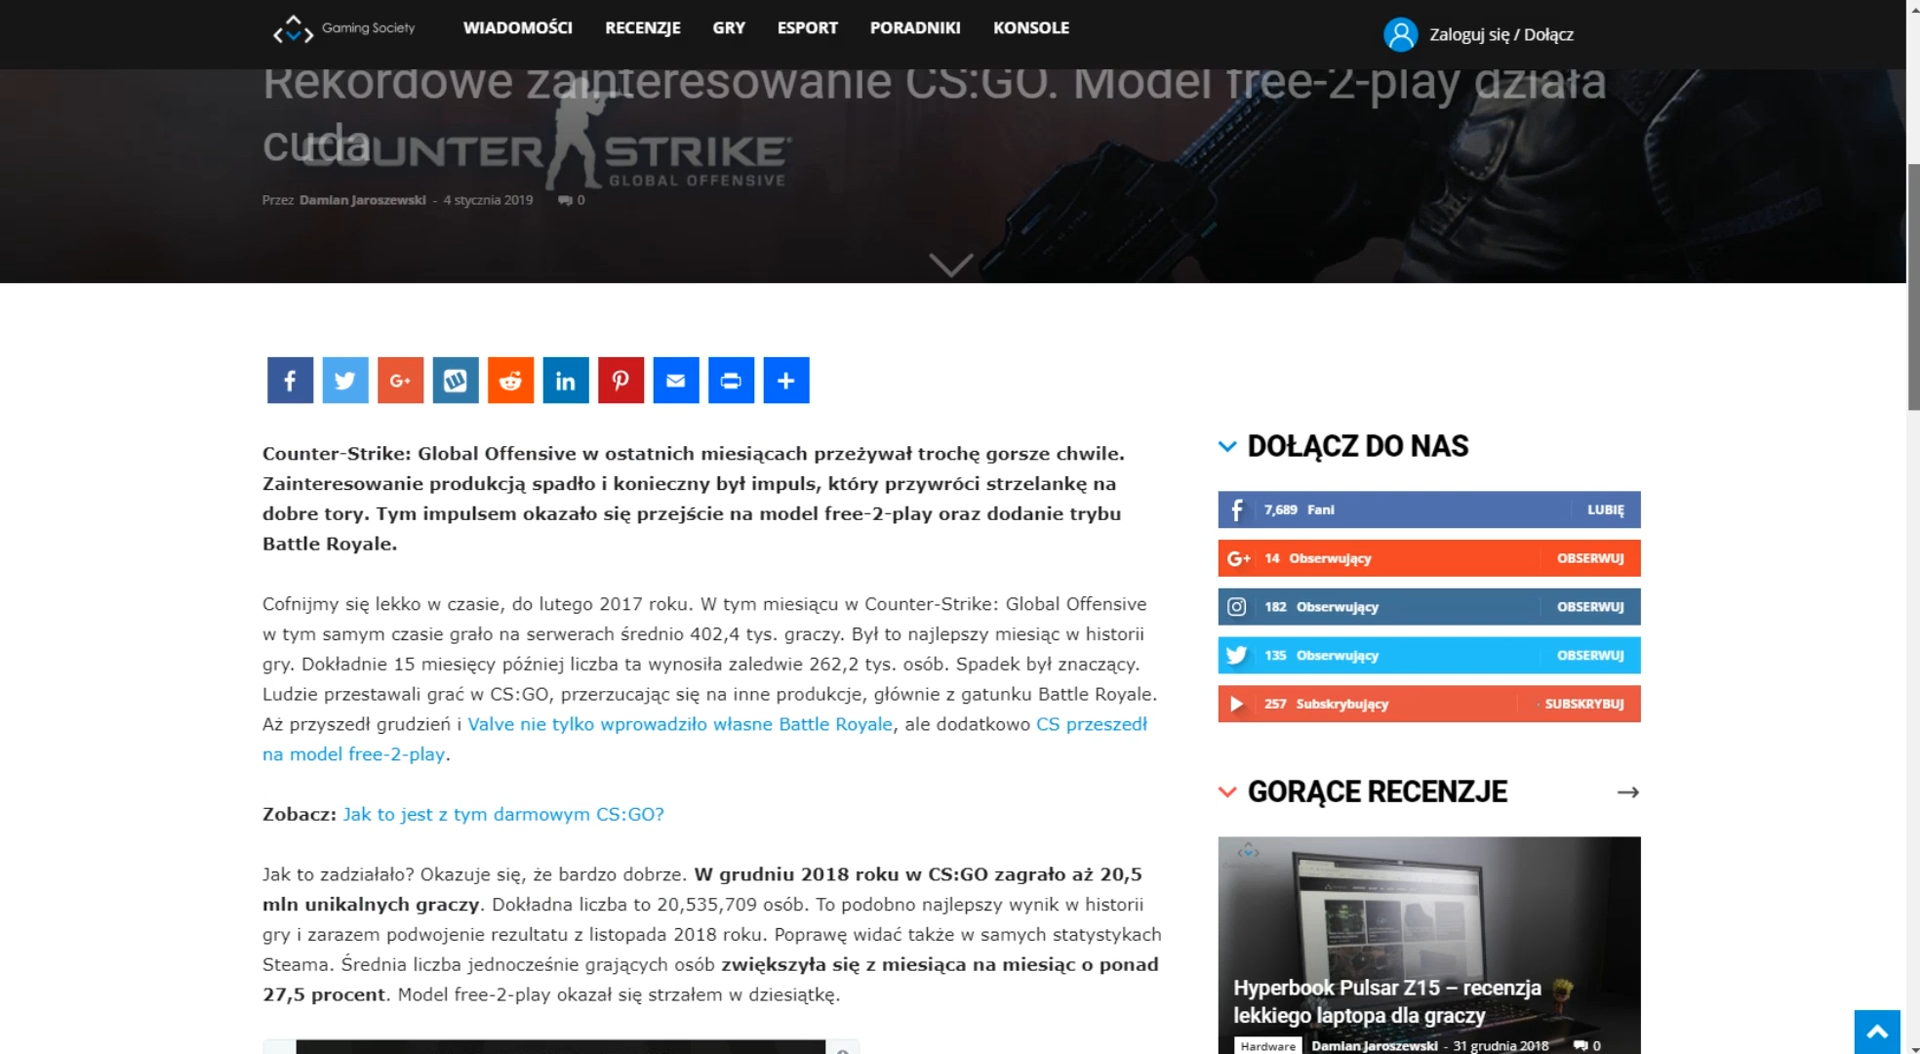 Gaming Society
WIADOMOŚCI
RECENZJE
GRY
ESPORT
PORADNIKI
KONSOLE
Zaloguj się / Dołącz
Rekordowe zainteresowanie CS:GO. Model free-2-play działa
cuda
COUNTER STRIKE
GLOBAL OFFENSIVE
Przez Damian Jaroszewski - 4 stycznia 2019 0
Counter-Strike: Global Offensive w ostatnich miesiącach przeżywał trochę gorsze chwile.
Zainteresowanie produkcją spadło i konieczny był impuls, który przywróci strzelankę na
dobre tory. Tym impulsem okazało się przejście na model free-2-play oraz dodanie trybu
Battle Royale.
Cofnijmy się lekko w czasie, do lutego 2017 roku. W tym miesiącu w Counter-Strike: Global Offensive
w tym samym czasie grało na serwerach średnio 402,4 tys. graczy. Był to najlepszy miesiąc w historii
gry. Dokładnie 15 miesięcy później liczba ta wynosiła zaledwie 262,2 tys. osób. Spadek był znaczący.
Ludzie przestawali grać w CS:GO, przerzucając się na inne produkcje, głównie z gatunku Battle Royale.
Aż przyszedł grudzień i Valve nie tylko wprowadziło własne Battle Royale, ale dodatkowo CS przeszedł
na model free-2-play.
Zobacz: Jak to jest z tym darmowym CS:GO?
Jak to zadziałało? Okazuje się, że bardzo dobrze. W grudniu 2018 roku w CS:GO zagrało aż 20,5
mln unikalnych graczy. Dokładna liczba to 20,535,709 osób. To podobno najlepszy wynik w historii
gry i zarazem podwojenie rezultatu z listopada 2018 roku. Poprawę widać także w samych statystykach
Steama. Średnia liczba jednocześnie grających osób zwiększyła się z miesiąca na miesiąc o ponad
27,5 procent. Model free-2-play okazał się strzałem w dziesiątkę.
DOŁĄCZ DO NAS
7,689 Fani LUBIĘ
G+ 14 Obserwujący OBSERWUJ
182 Obserwujący OBSERWUJ
135 Obserwujący OBSERWUJ
257 Subskrybujący SUBSKRYBUJ
GORĄCE RECENZJE
Hyperbook Pulsar Z15 – recenzja
lekkiego laptopa dla graczy
Hardware Damian Jaroszewski - 31 grudnia 2018 0